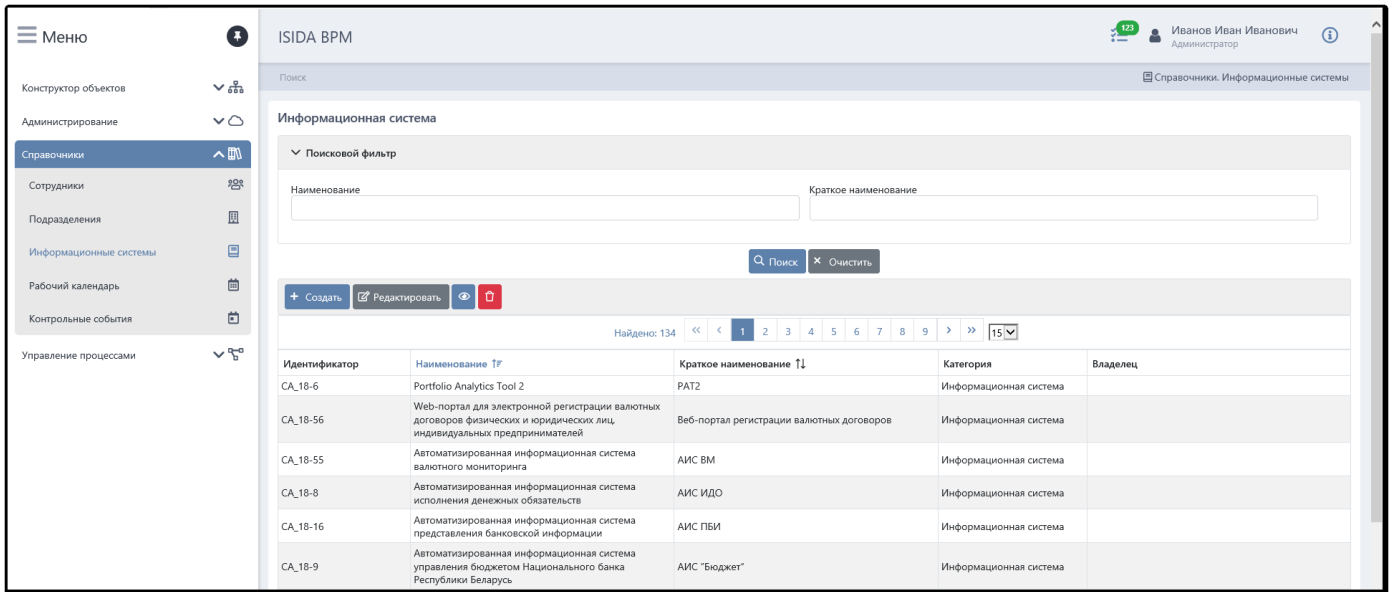 Меню
Конструктор объектов
Администрирование
Справочники
Сотрудники
Подразделения
Информационные системы
Рабочий календарь
Контрольные события
Управление процессами
ISIDA BPM
123
Иванов Иван Иванович
Администратор
Поиск
Справочники. Информационные системы
Информационная система
Поисковой фильтр
Наименование Краткое наименование
Поиск × Очистить
+ Создать Редактировать
Найдено: 134 << < 1 2 3 4 5 6 7 8 9 > >> 15
Идентификатор Наименование Краткое наименование Категория Владелец
CA_18-6 Portfolio Analytics Tool 2 PAT2 Информационная система
Web-портал для электронной регистрации валютных
CA_18-56 договоров физических и юридических лиц, Веб-портал регистрации валютных договоров Информационная система
индивидуальных предпринимателей
Автоматизированная информационная система
CA_18-55 валютного мониторинга АИС ВМ Информационная система
Автоматизированная информационная система
CA_18-8 исполнения денежных обязательств АИС ИДО Информационная система
Автоматизированная информационная система
CA_18-16 представления банковской информации АИС ПБИ Информационная система
Автоматизированная информационная система
CA_18-9 управления бюджетом Национального банка АИС "Бюджет" Информационная система
Республики Беларусь